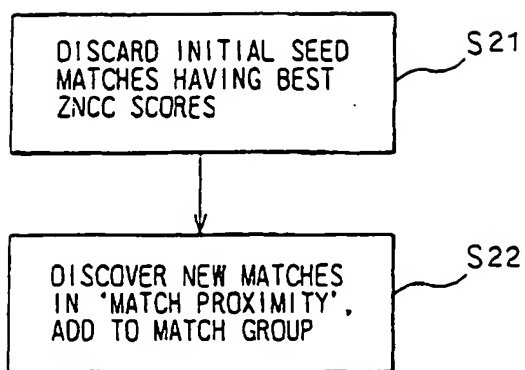 DISCARD INITIAL SEED
MATCHES HAVING BEST
ZNCC SCORES
S21
DISCOVER NEW MATCHES
IN 'MATCH PROXIMITY',
ADD TO MATCH GROUP
S22